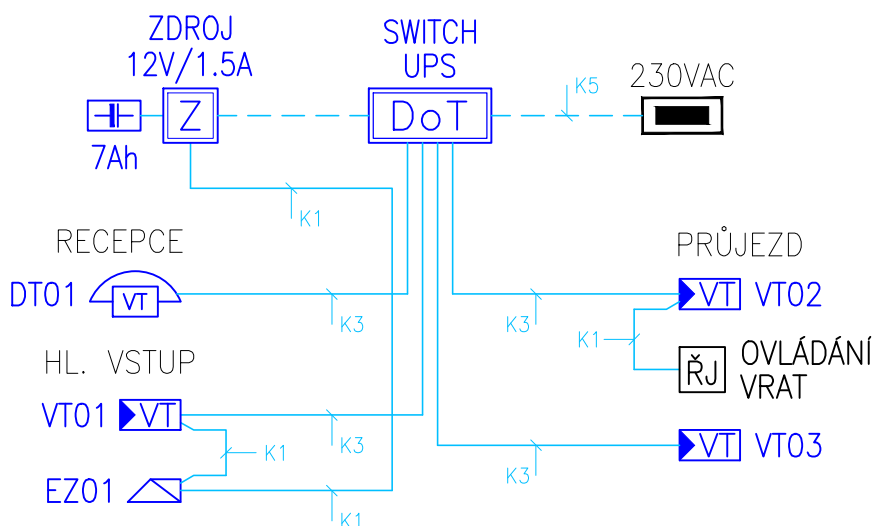 ZDROJ
12V/1.5A
SWITCH
UPS
230VAC
K5
Z
DoT
7Ah
K1
RECEPCE
PRŮJEZD
DT01
VT
K3
K3
VT
VT02
K1
HL. VSTUP
ŘJ
OVLÁDÁNÍ
VRAT
VT01
VT
K3
K1
K3
VT
VT03
EZ01
K1